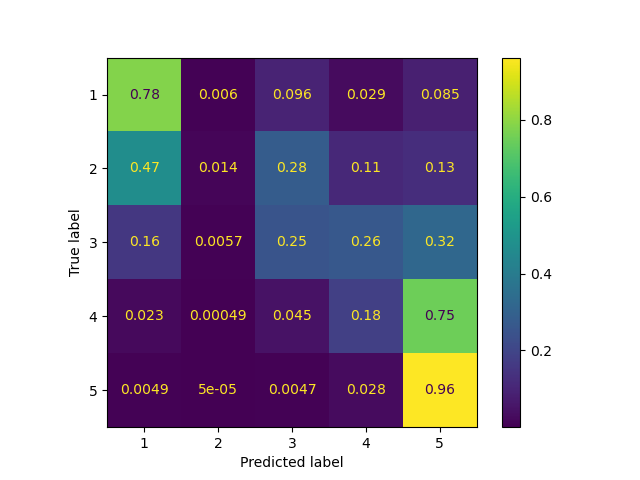 1 0.78 0.006 0.096 0.029 0.085
2 0.47 0.014 0.28 0.11 0.13
3 0.16 0.0057 0.25 0.26 0.32
4 0.023 0.00049 0.045 0.18 0.75
5 0.0049 5e-05 0.0047 0.028 0.96
1 2 3 4 5
Predicted label
True label
0.8
0.6
0.4
0.2